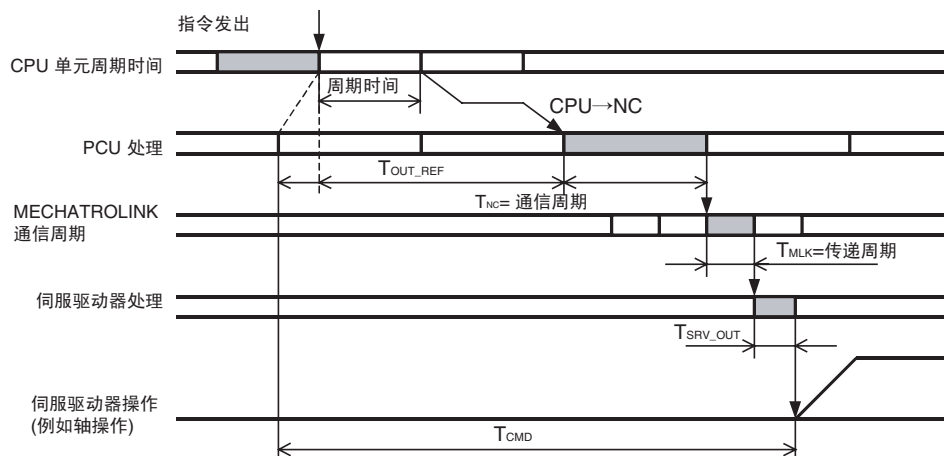 指令发出
CPU 单元周期时间
周期时间
CPU→NC
PCU 处理
TOUT_REF
TNC= 通信周期
MECHATROLINK
通信周期
TMLK=传递周期
伺服驱动器处理
TSRV_OUT
伺服驱动器操作
(例如轴操作)
TCMD